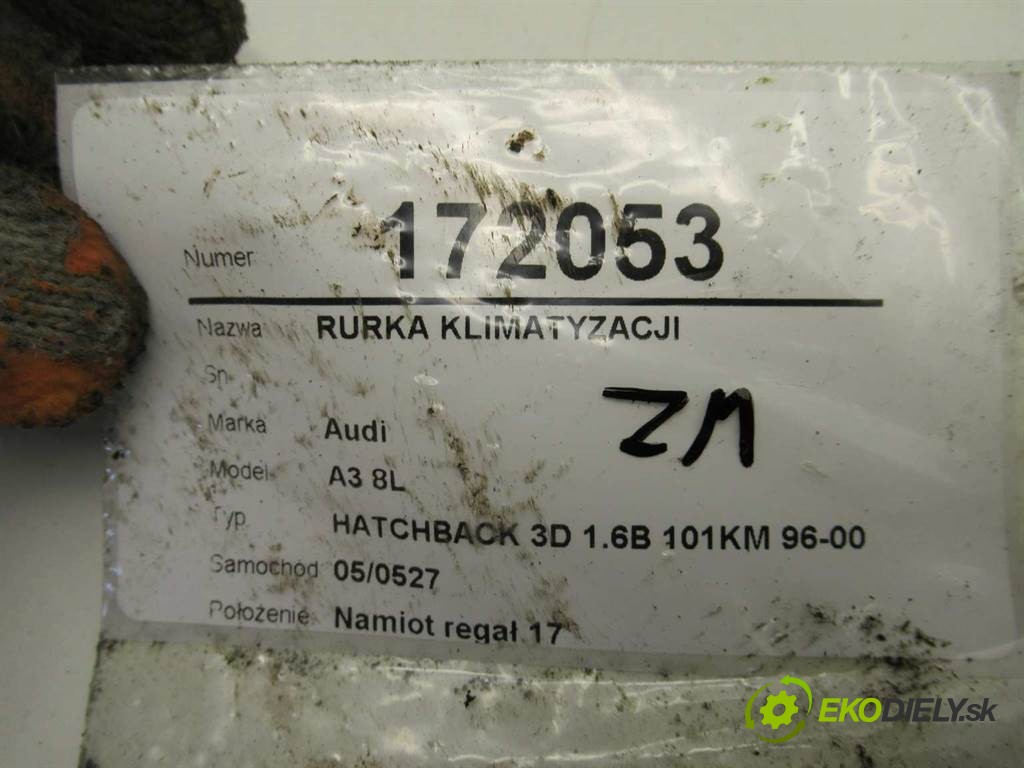 Numer 172053
Nazwa RURKA KLIMATYZACJI
Sn
ZM
Marka Audi
Model A3 8L
Typ HATCHBACK 3D 1.6B 101KM 96-00
Samochód 05/0527
Położenie Namiot regał 17
EKODIELY.sk